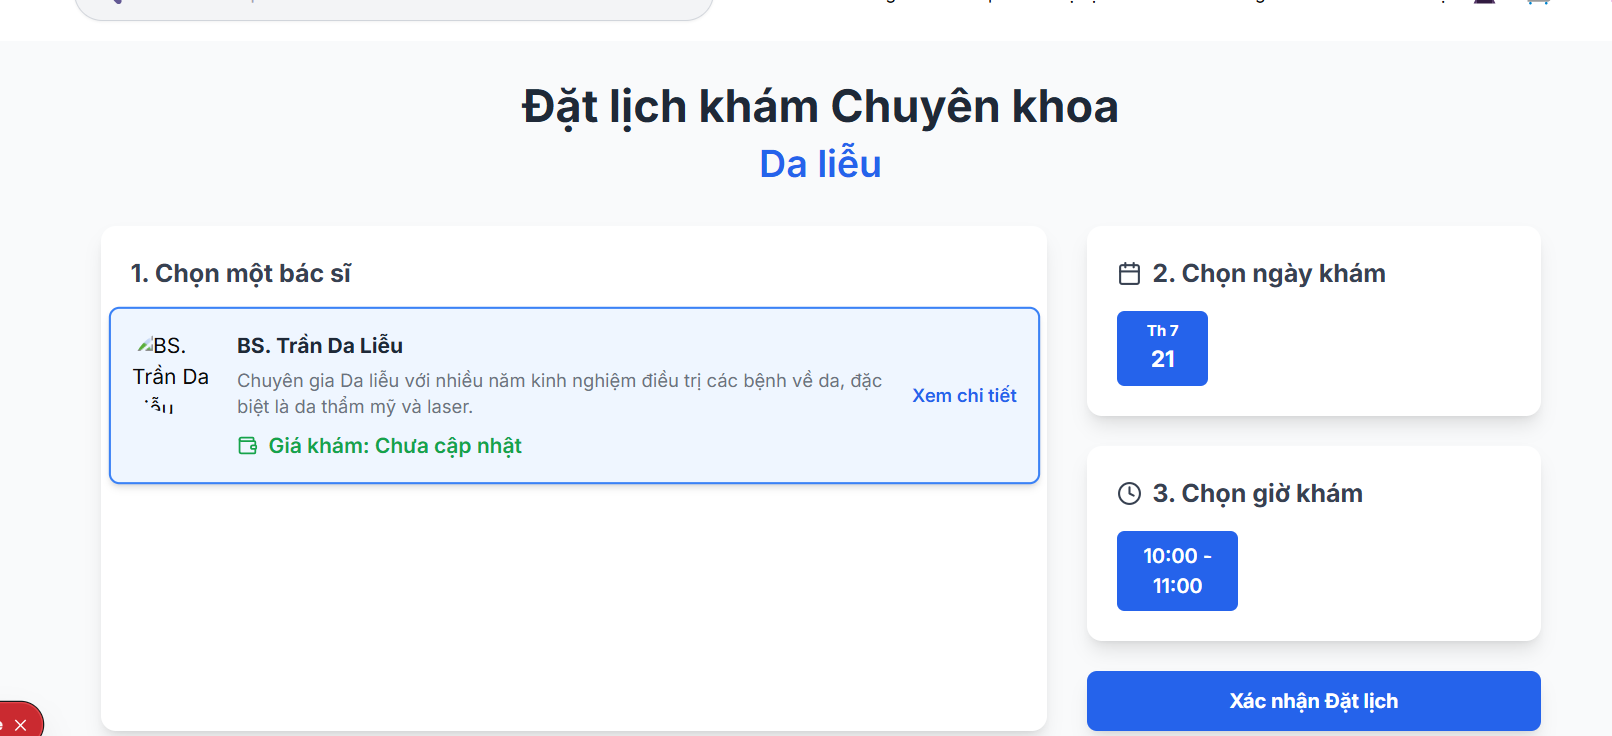 Đặt lịch khám Chuyên khoa
Da liễu
1. Chọn một bác sĩ
BS.
Trần Da
BS. Trần Da Liễu
Chuyên gia Da liễu với nhiều năm kinh nghiệm điều trị các bệnh về da, đặc
biệt là da thẩm mỹ và laser.
Giá khám: Chưa cập nhật
Xem chi tiết
2. Chọn ngày khám
Th 7
21
3. Chọn giờ khám
10:00 -
11:00
Xác nhận Đặt lịch